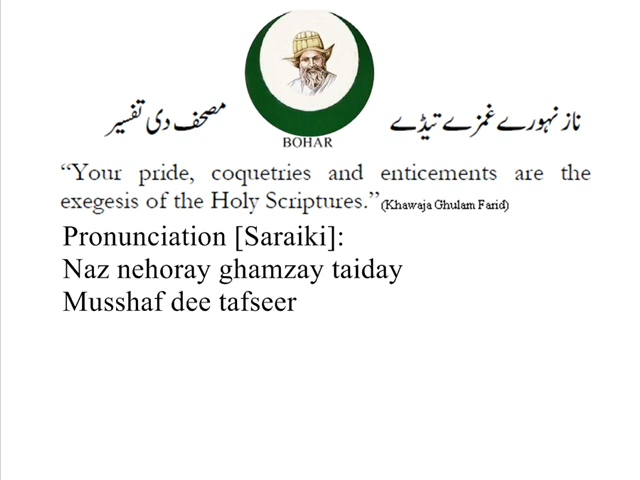 ناز نہورے غمزے تیڈے
مصحف دی تفسیر
BOHAR
“Your pride, coquetries and enticements are the
exegesis of the Holy Scriptures.” (Khawaja Ghulam Farid)
Pronunciation [Saraiki]:
Naz nehoray ghamzay taiday
Musshaf dee tafseer